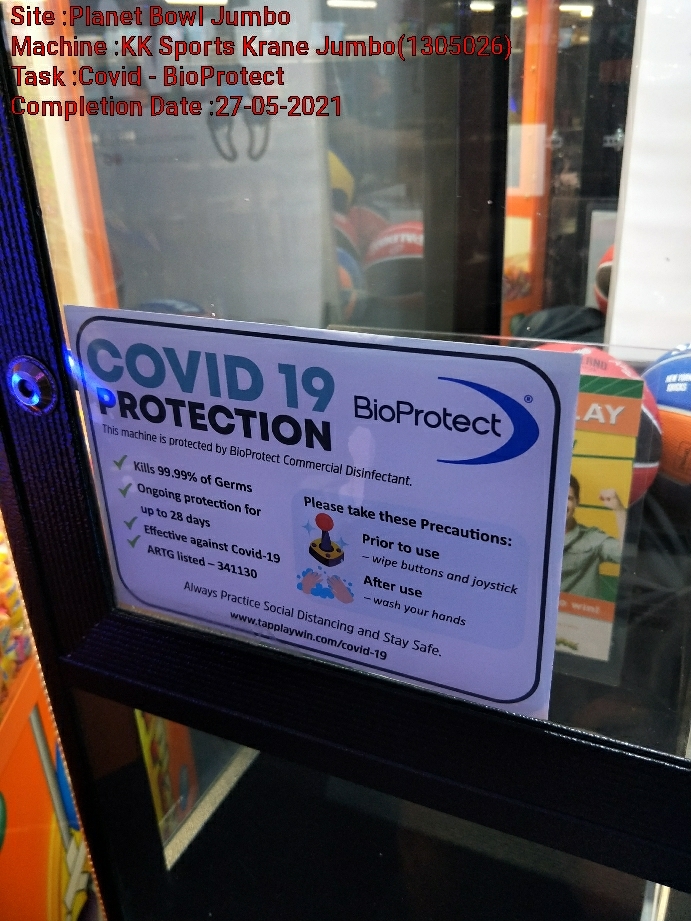 Site :Planet Bowl Jumbo
Machine :KK Sports Krane Jumbo(1305026)
Task :Covid - BioProtect
Completion Date :27-05-2021
COVID 19
PROTECTION
BioProtect®
This machine is protected by BioProtect Commercial Disinfectant.
Kills 99.99% of Germs
Ongoing protection for
up to 28 days
Effective against Covid-19
ARTG listed – 341130
Please take these Precautions:
Prior to use
– wipe buttons and joystick
After use
– wash your hands
Always Practice Social Distancing and Stay Safe.
www.tapplaywin.com/covid-19
LAY
win!
NEW YORK